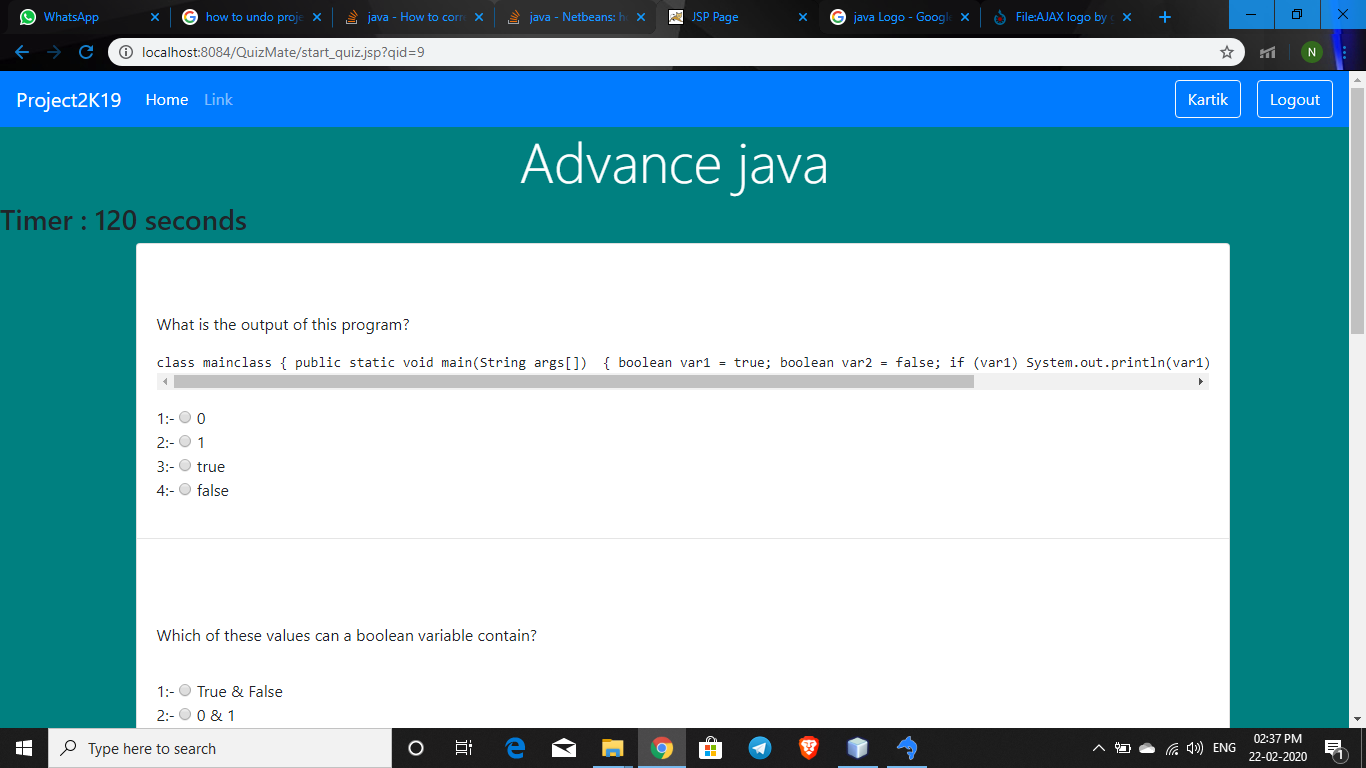 WhatsApp
how to undo proje
java - How to com
java - Netbeans: h
JSP Page
java Logo - Googl
File:AJAX logo by
localhost:8084/QuizMate/start_quiz.jsp?qid=9
N
Project2K19 Home Link Kartik Logout
Advance java
Timer : 120 seconds
What is the output of this program?
class mainclass { public static void main(String args[])  { boolean var1 = true; boolean var2 = false; if (var1) System.out.println(var1)
1:- 0
2:- 1
3:- true
4:- false
Which of these values can a boolean variable contain?
1:- True & False
2:- 0 & 1
Type here to search
ENG
02:37 PM
22-02-2020
1